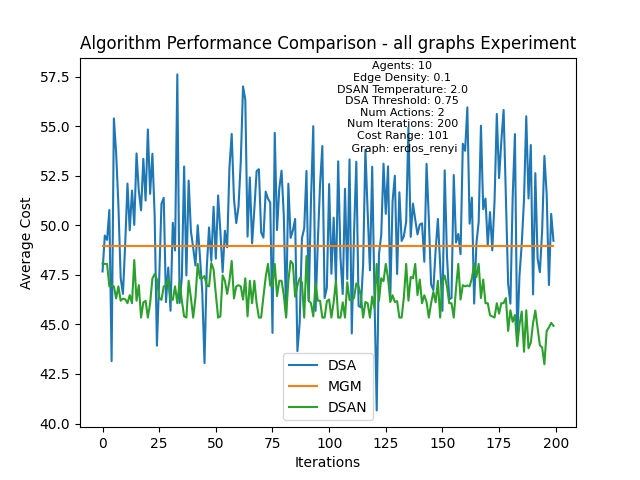 Algorithm Performance Comparison - all graphs Experiment
Agents: 10
Edge Density: 0.1
DSAN Temperature: 2.0
DSA Threshold: 0.75
Num Actions: 2
Num Iterations: 200
Cost Range: 101
Graph: erdos_renyi
Average Cost
57.5
55.0
52.5
50.0
47.5
45.0
42.5
40.0
DSA
MGM
DSAN
0 25 50 75 100 125 150 175 200
Iterations